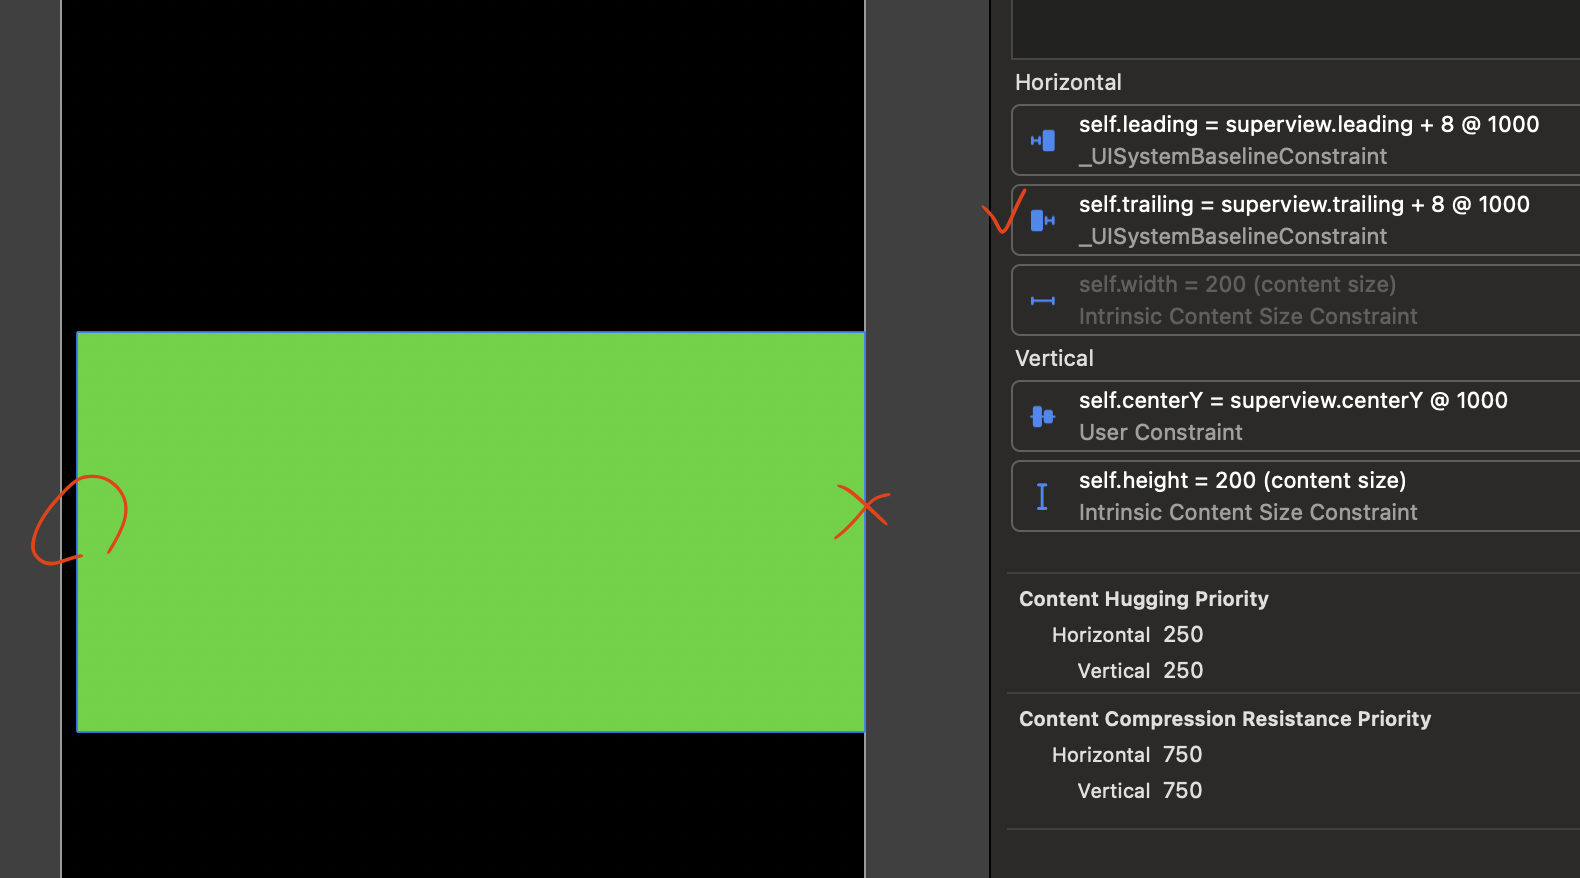 Horizontal
self.leading = superview.leading + 8 @ 1000
_UISystemBaselineConstraint
self.trailing = superview.trailing + 8 @ 1000
_UISystemBaselineConstraint
self.width = 200 (content size)
Intrinsic Content Size Constraint
Vertical
self.centerY = superview.centerY @ 1000
User Constraint
self.height = 200 (content size)
Intrinsic Content Size Constraint
Content Hugging Priority
Horizontal 250
Vertical 250
Content Compression Resistance Priority
Horizontal 750
Vertical 750